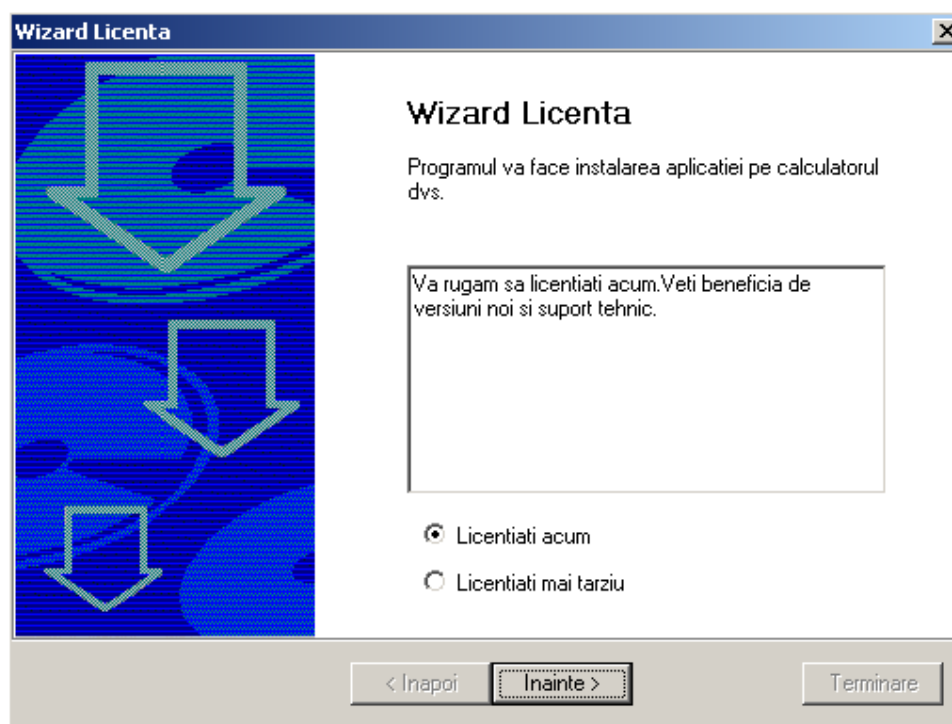 Wizard Licenta
Wizard Licenta
Programul va face instalarea aplicatiei pe calculatorul
dvs.
Va rugam sa licentiati acum.Veti beneficia de
versiuni noi si suport tehnic.
Licentiati acum
Licentiati mai tarziu
< Inapoi
Inainte >
Terminare